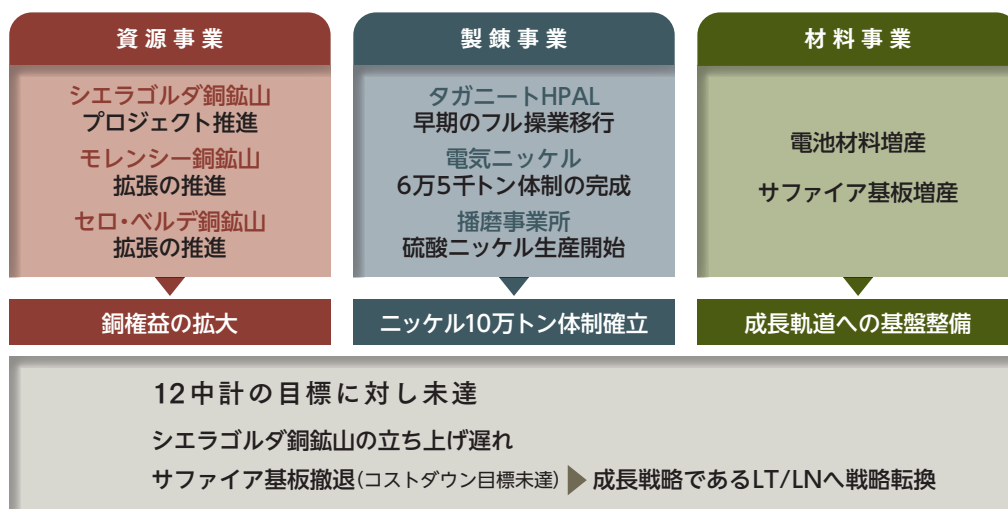 資源事業
シエラゴルダ銅鉱山
プロジェクト推進
モレンシー銅鉱山
拡張の推進
セロ・ベルデ銅鉱山
拡張の推進
銅権益の拡大
製錬事業
タガニートHPAL
早期のフル操業移行
電気ニッケル
6万5千トン体制の完成
播磨事業所
硫酸ニッケル生産開始
ニッケル10万トン体制確立
材料事業
電池材料増産
サファイア基板増産
成長軌道への基盤整備
12中計の目標に対し未達
シエラゴルダ銅鉱山の立ち上げ遅れ
サファイア基板撤退(コストダウン目標未達)▶成長戦略であるLT/LNへ戦略転換